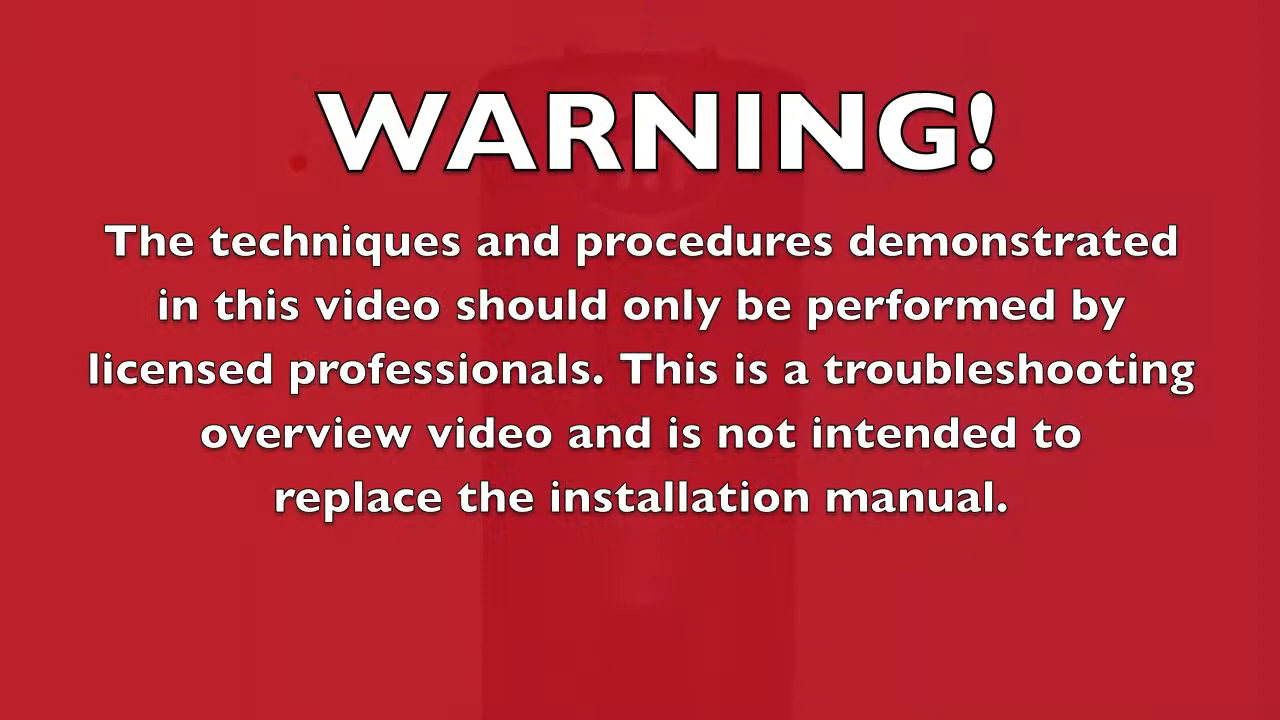 WARNING!
The techniques and procedures demonstrated
in this video should only be performed by
licensed professionals. This is a troubleshooting
overview video and is not intended to
replace the installation manual.